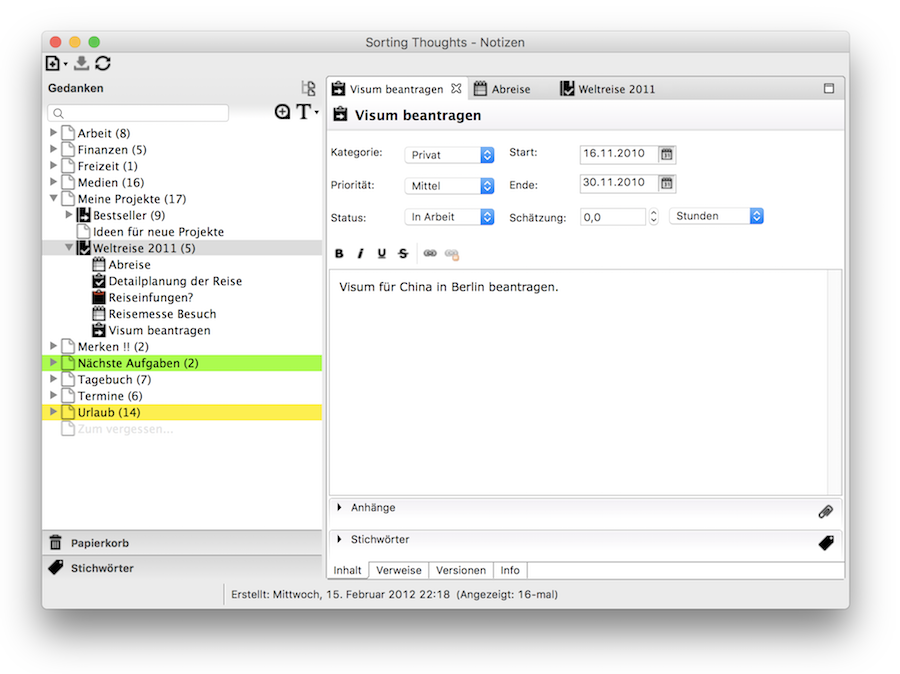 Sorting Thoughts - Notizen
Gedanken
T
Arbeit (8)
Finanzen (5)
Freizeit (1)
Medien (16)
Meine Projekte (17)
Bestseller (9)
Ideen für neue Projekte
Weltreise 2011 (5)
Abreise
Detailplanung der Reise
Reiseinfungen?
Reisemesse Besuch
Visum beantragen
Merken !! (2)
Nächste Aufgaben (2)
Tagebuch (7)
Termine (6)
Urlaub (14)
Zum vergessen...
Papierkorb
Stichwörter
Visum beantragen Abreise Weltreise 2011
Visum beantragen
Kategorie: Privat Start: 16.11.2010
Priorität: Mittel Ende: 30.11.2010
Status: In Arbeit Schätzung: 0,0 Stunden
B i U S
Visum für China in Berlin beantragen.
Anhänge
Stichwörter
Inhalt Verweise Versionen Info
Erstellt: Mittwoch, 15. Februar 2012 22:18 (Angezeigt: 16-mal)